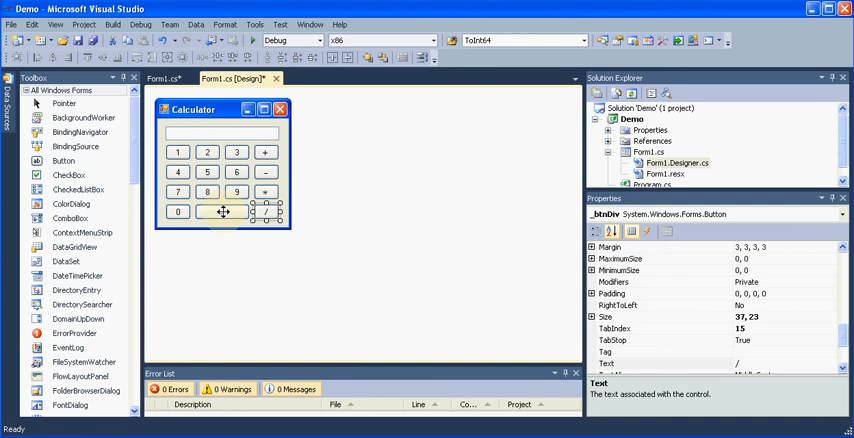 Demo - Microsoft Visual Studio
File Edit View Project Build Debug Team Data Format Tools Test Window Help
Debug x86 ToInt64
Data Sources
Toolbox
All Windows Forms
Pointer
BackgroundWorker
BindingNavigator
BindingSource
Button
CheckBox
CheckedListBox
ColorDialog
ComboBox
ContextMenuStrip
DataGridView
DataSet
DateTimePicker
DirectoryEntry
DirectorySearcher
DomainUpDown
ErrorProvider
EventLog
FileSystemWatcher
FlowLayoutPanel
FolderBrowserDialog
FontDialog
Form1.cs* Form1.cs [Design]*
Calculator
1 2 3 +
4 5 6 -
7 8 9 *
0 /
Error List
0 Errors 0 Warnings 0 Messages
Description File Line Co... Project
Solution Explorer
Solution 'Demo' (1 project)
Demo
Properties
References
Form1.cs
Form1.Designer.cs
Form1.resx
Program.cs
Properties
_btnDiv System.Windows.Forms.Button
Margin 3, 3, 3, 3
MaximumSize 0, 0
MinimumSize 0, 0
Modifiers Private
Padding 0, 0, 0, 0
RightToLeft No
Size 37, 23
TabIndex 15
TabStop True
Tag
Text /
Text
The text associated with the control.
Ready